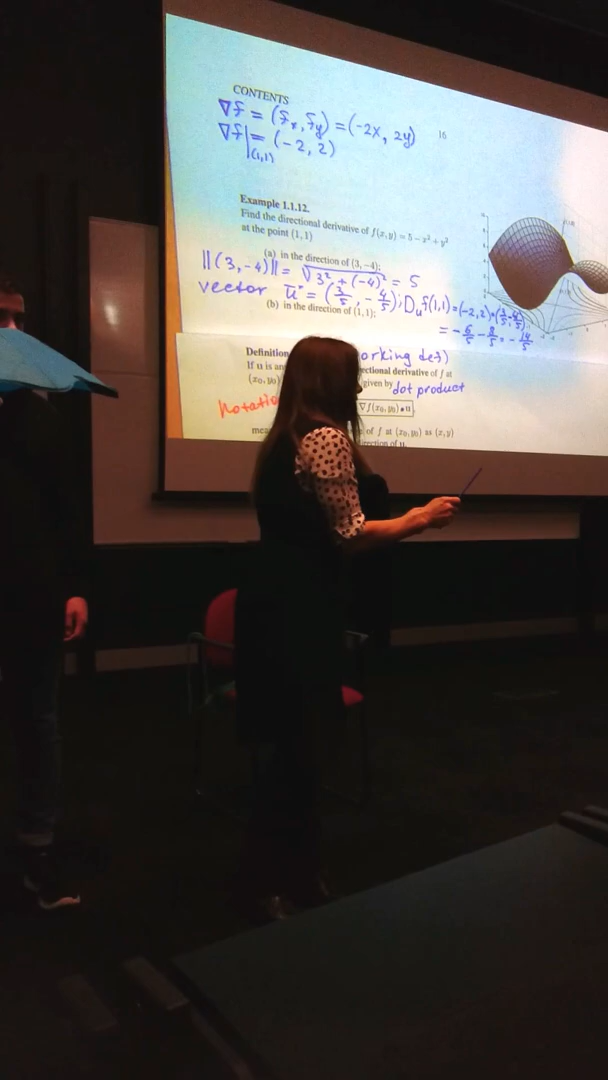 CONTENTS
16
∇f = (fx, fy) = (-2x, 2y)
∇f|(1,1) = (-2, 2)
Example 1.1.12.
Find the directional derivative of f(x, y) = 5 − x² + y²
at the point (1, 1)
(a) in the direction of (3, −4);
||(3,-4)|| = √3² + (-4)² = 5
vector u = (3/5, -4/5); Duf(1,1) = (-2,2)•(3/5, -4/5)
= -6/5 - 8/5 = -14/5
(b) in the direction of (1, 1);
Definition
orking def)
If u is an
ectional derivative of f at
(x₀, y₀)
given by dot product
Notatio
∇f(x₀, y₀) • u
mea
of f at (x₀, y₀) as (x, y)
direction of u.